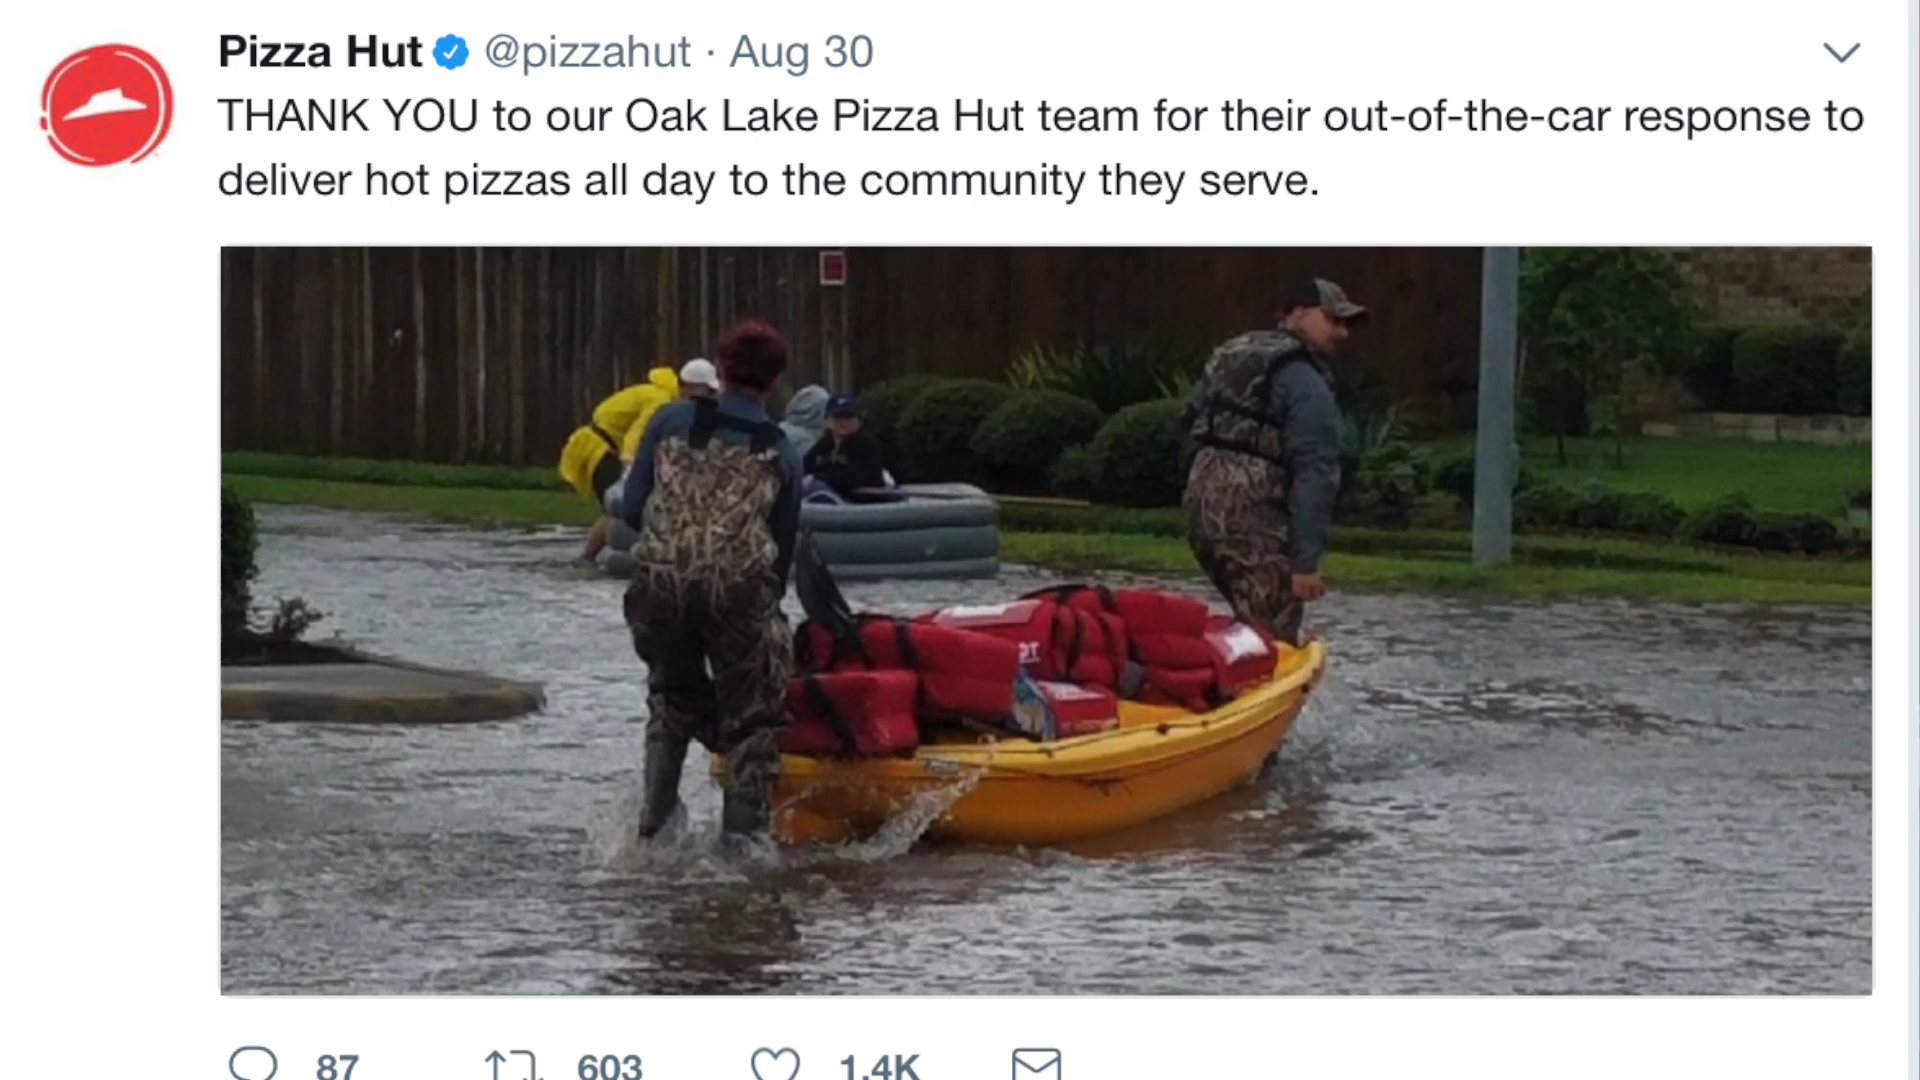 Pizza Hut @pizzahut · Aug 30
THANK YOU to our Oak Lake Pizza Hut team for their out-of-the-car response to
deliver hot pizzas all day to the community they serve.
87 603 1.4K